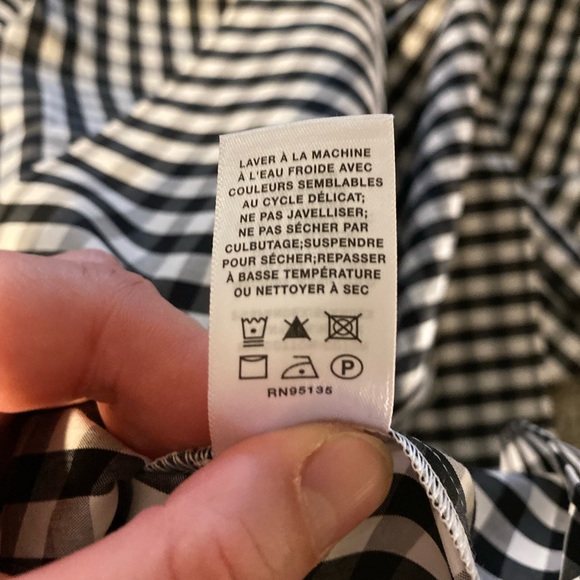 LAVER À LA MACHINE
À L'EAU FROIDE AVEC
COULEURS SEMBLABLES
AU CYCLE DÉLICAT;
NE PAS JAVELLISER;
NE PAS SÉCHER PAR
CULBUTAGE;SUSPENDRE
POUR SÉCHER;REPASSER
À BASSE TEMPÉRATURE
OU NETTOYER À SEC
P
RN95135